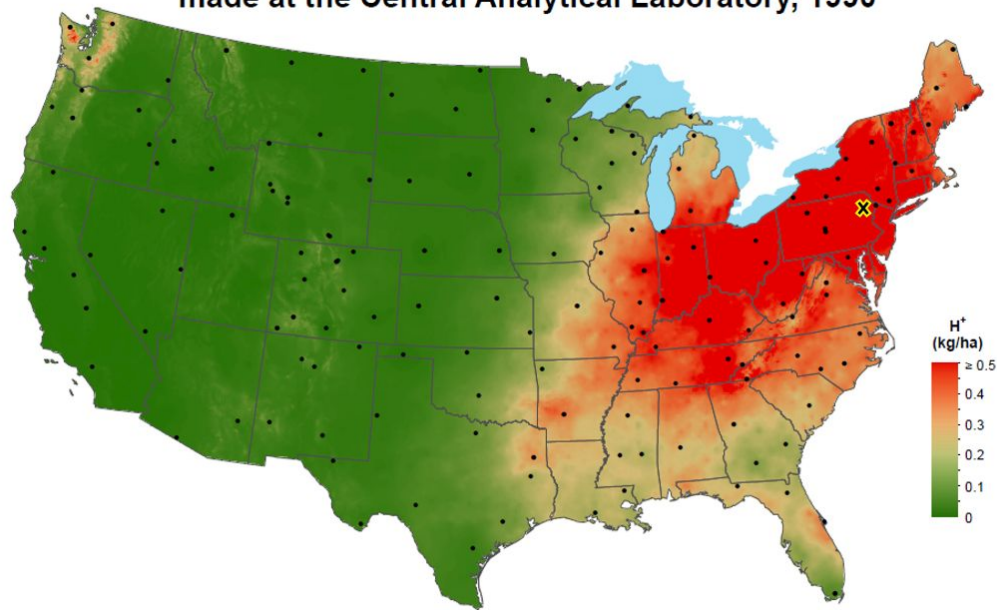 made at the Central Analytical Laboratory,
X
H⁺
(kg/ha)
≥ 0.5
0.4
0.3
0.2
0.1
0